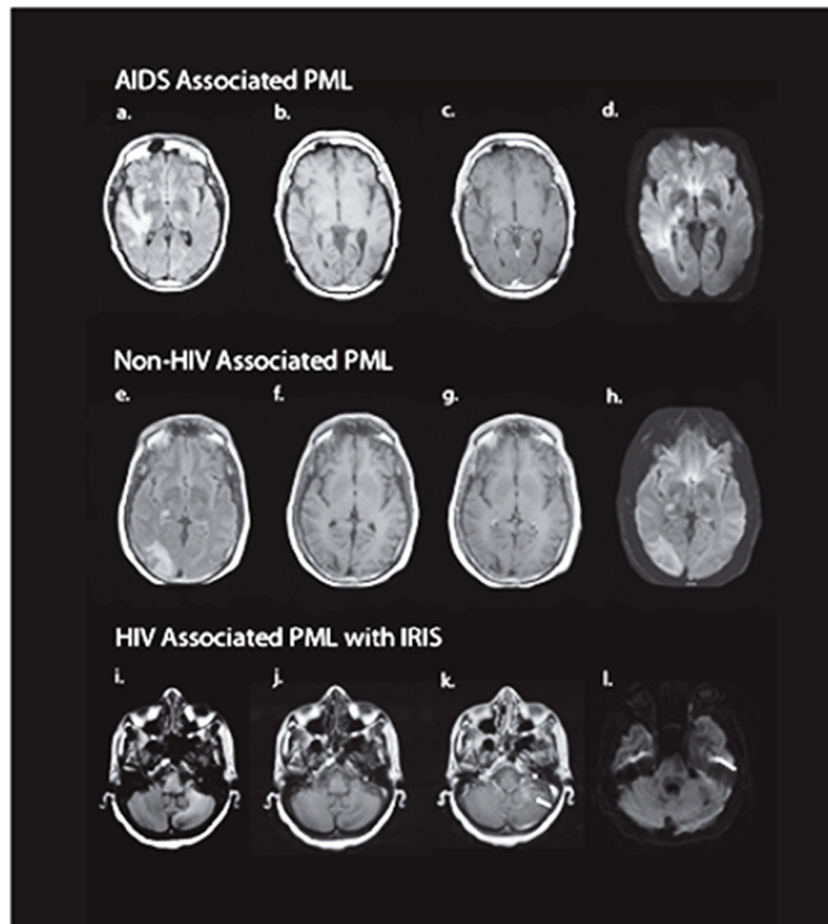 AIDS Associated PML
a. b. c. d.
Non-HIV Associated PML
e. f. g. h.
HIV Associated PML with IRIS
i. j. k. l.